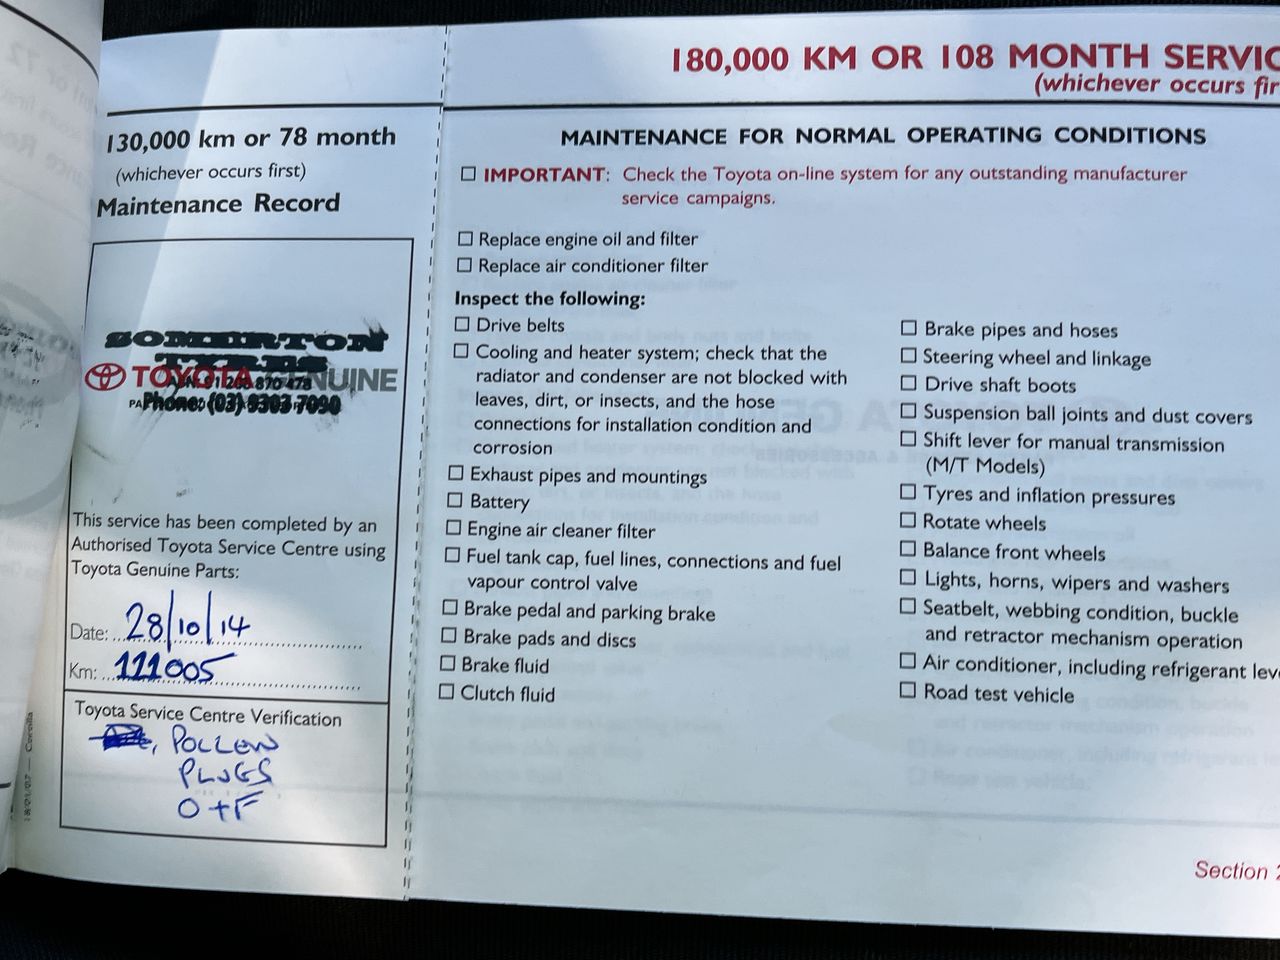 130,000 km or 78 month
(whichever occurs first)
Maintenance Record
SOMERTON
TYRES
TOYOTA GENUINE
Phone: (03) 9303 7090
This service has been completed by an
Authorised Toyota Service Centre using
Toyota Genuine Parts:
Date: 28/10/14
Km: 111005
Toyota Service Centre Verification
, POLLEN
PLUGS
O+F
180,000 KM OR 108 MONTH SERVIC
(whichever occurs fir
MAINTENANCE FOR NORMAL OPERATING CONDITIONS
IMPORTANT: Check the Toyota on-line system for any outstanding manufacturer
service campaigns.
Replace engine oil and filter
Replace air conditioner filter
Inspect the following:
Drive belts
Cooling and heater system; check that the
radiator and condenser are not blocked with
leaves, dirt, or insects, and the hose
connections for installation condition and
corrosion
Exhaust pipes and mountings
Battery
Engine air cleaner filter
Fuel tank cap, fuel lines, connections and fuel
vapour control valve
Brake pedal and parking brake
Brake pads and discs
Brake fluid
Clutch fluid
Brake pipes and hoses
Steering wheel and linkage
Drive shaft boots
Suspension ball joints and dust covers
Shift lever for manual transmission
(M/T Models)
Tyres and inflation pressures
Rotate wheels
Balance front wheels
Lights, horns, wipers and washers
Seatbelt, webbing condition, buckle
and retractor mechanism operation
Air conditioner, including refrigerant leve
Road test vehicle
Section 2